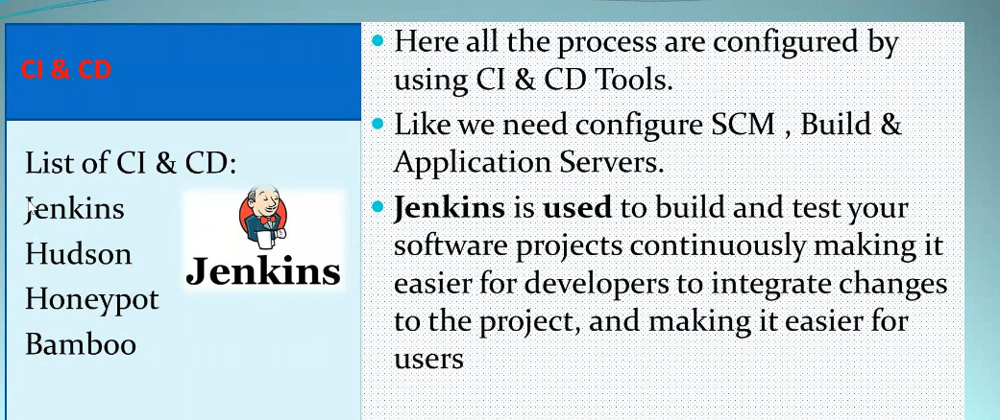 CI & CD
List of CI & CD:
Jenkins
Hudson
Honeypot
Bamboo
Jenkins
Here all the process are configured by
using CI & CD Tools.
Like we need configure SCM , Build &
Application Servers.
Jenkins is used to build and test your
software projects continuously making it
easier for developers to integrate changes
to the project, and making it easier for
users